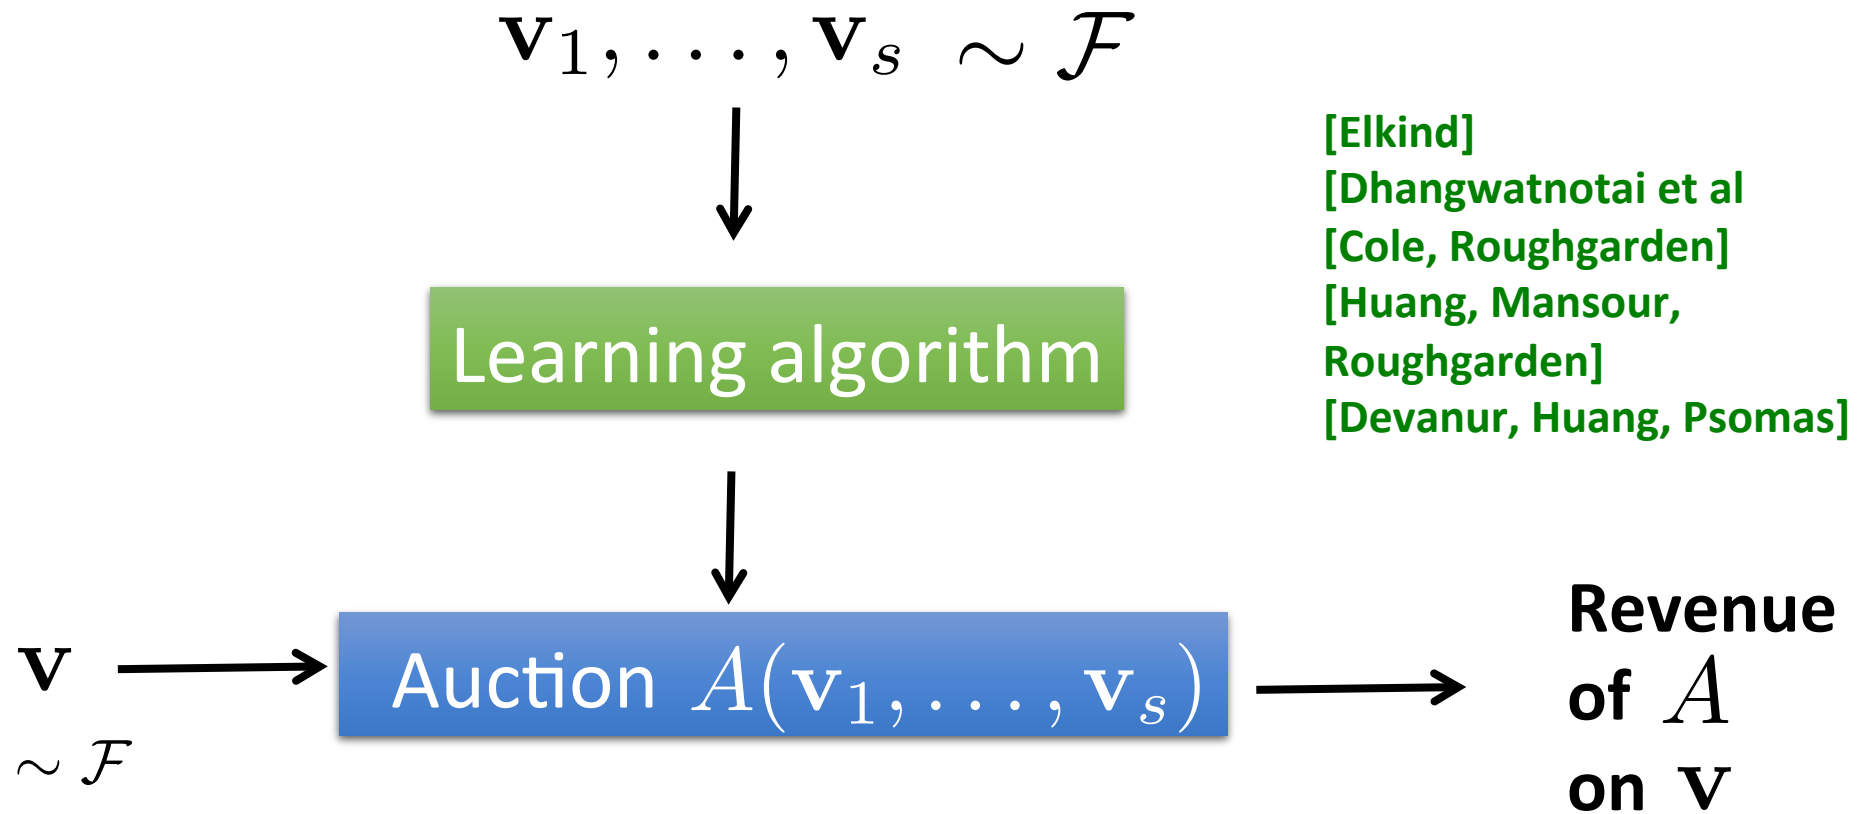 v₁, . . . , vₛ ∼ ℱ
[Elkind]
[Dhangwatnotai et al
[Cole, Roughgarden]
[Huang, Mansour,
Roughgarden]
[Devanur, Huang, Psomas]
Learning algorithm
v
∼ ℱ
Auction A(v₁, . . . , vₛ)
Revenue
of A
on v